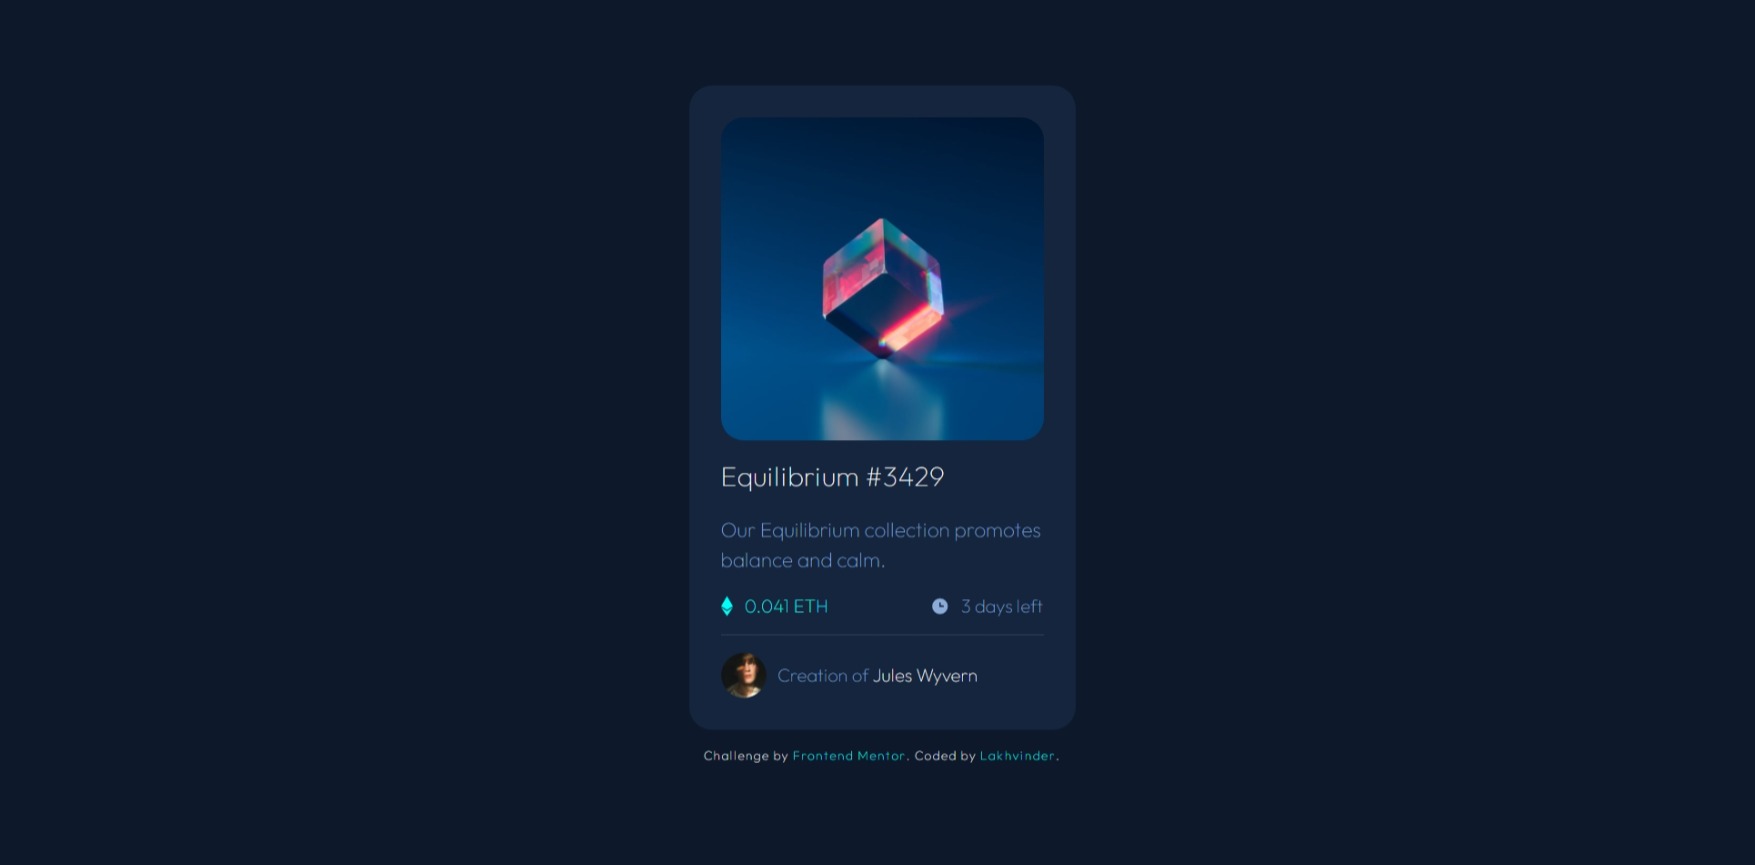 Equilibrium #3429
Our Equilibrium collection promotes
balance and calm.
0.041 ETH
3 days left
Creation of Jules Wyvern
Challenge by Frontend Mentor. Coded by Lakhvinder.